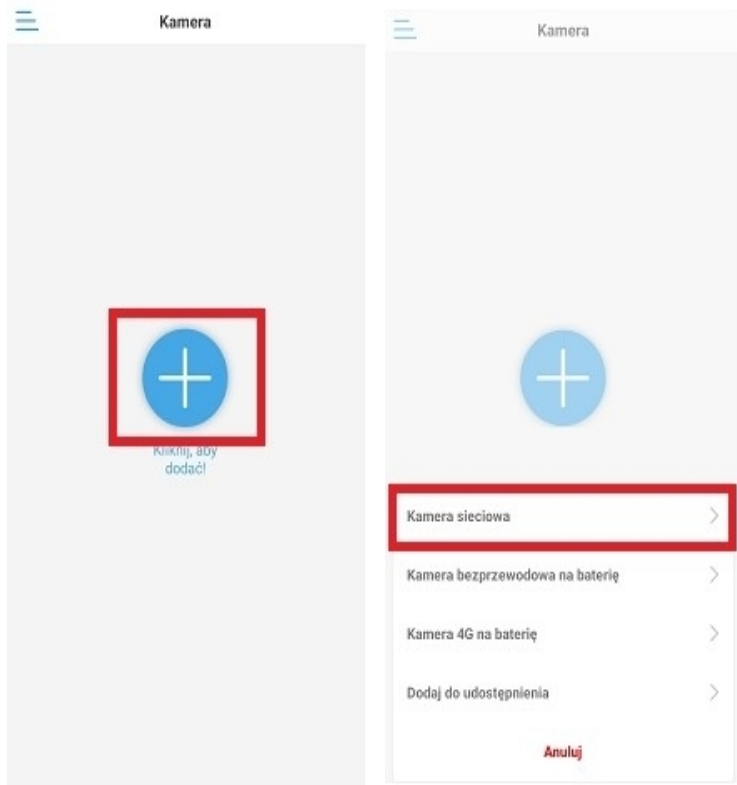 Kamera
Kliknij, aby
dodać!
Kamera
Kamera sieciowa
Kamera bezprzewodowa na baterię
Kamera 4G na baterię
Dodaj do udostępnienia
Anuluj